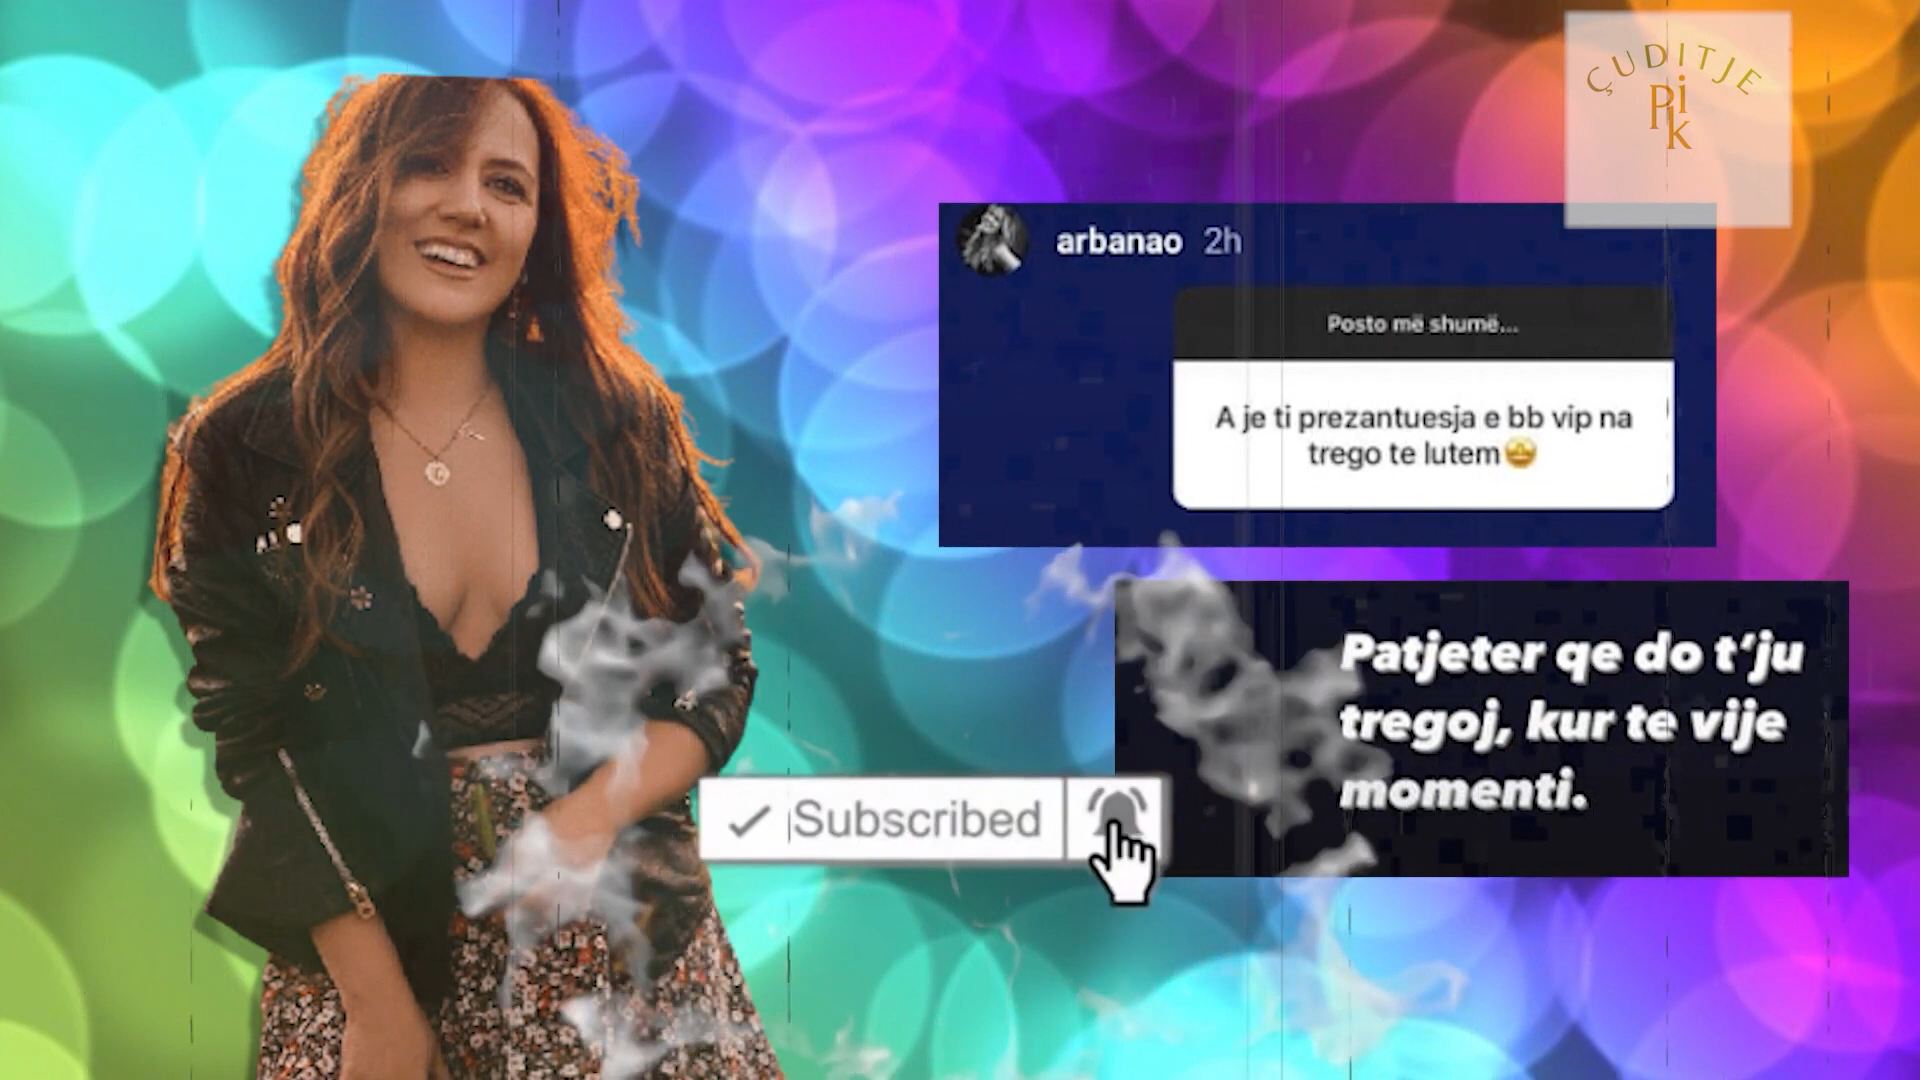 ÇUDITJE
Pik
arbanao 2h
Posto më shumë...
A je ti prezantuesja e bb vip na
trego te lutem🤩
Patjeter qe do t‘ju
tregoj, kur te vije
momenti.
Subscribed